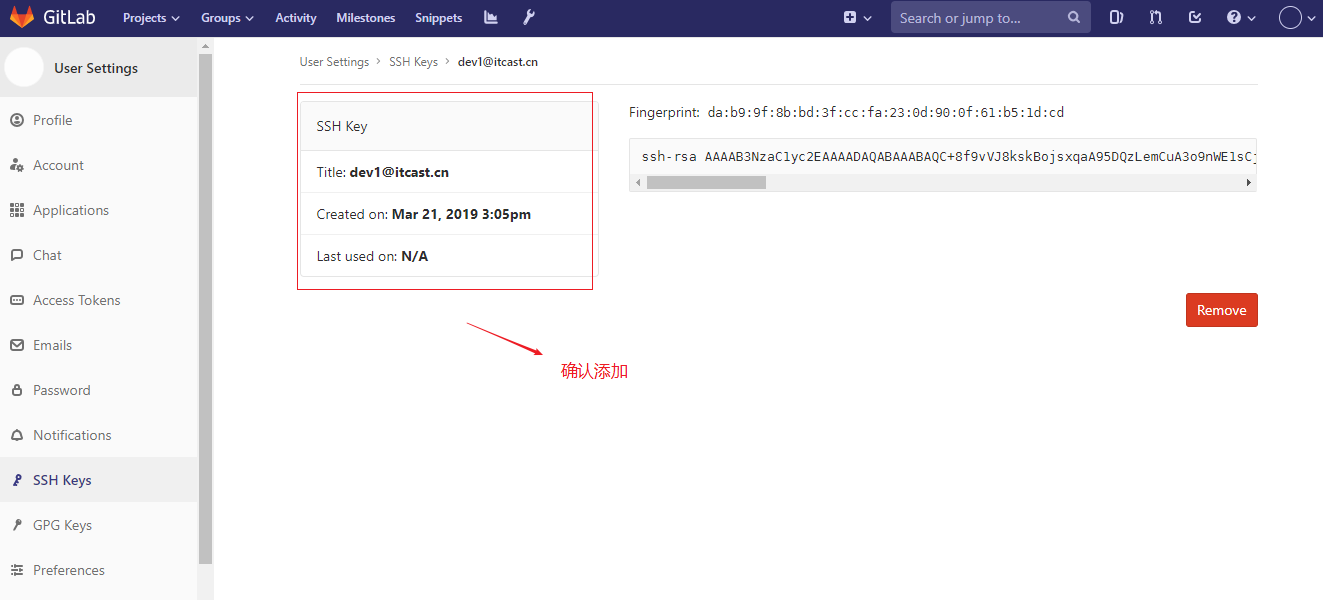 GitLab Projects Groups Activity Milestones Snippets Search or jump to...
User Settings
Profile
Account
Applications
Chat
Access Tokens
Emails
Password
Notifications
SSH Keys
GPG Keys
Preferences
User Settings > SSH Keys > dev1@itcast.cn
SSH Key
Title: dev1@itcast.cn
Created on: Mar 21, 2019 3:05pm
Last used on: N/A
确认添加
Fingerprint: da:b9:9f:8b:bd:3f:cc:fa:23:0d:90:0f:61:b5:1d:cd
ssh-rsa
Remove